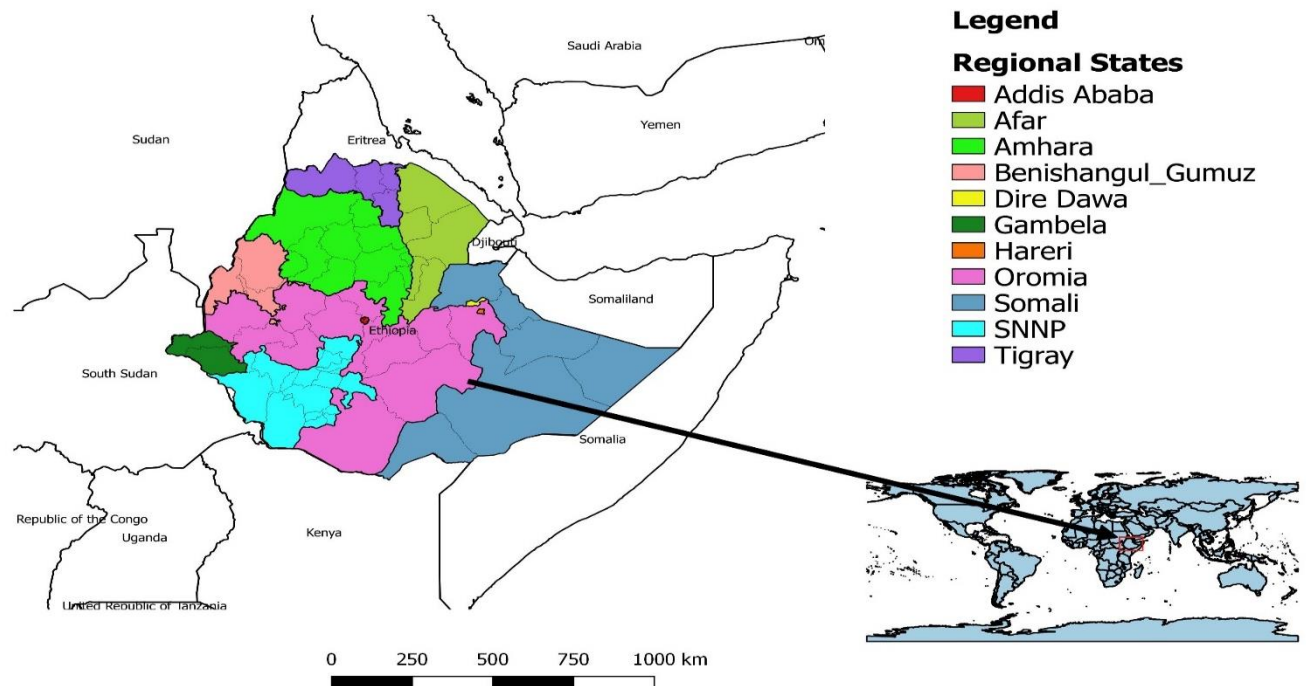 Legend
Regional States
Addis Ababa
Afar
Amhara
Benishangul_Gumuz
Dire Dawa
Gambela
Hareri
Oromia
Somali
SNNP
Tigray
Saudi Arabia
Om
Sudan
Eritrea
Yemen
Djibouti
Somaliland
Ethiopia
South Sudan
Somalia
Republic of the Congo
Uganda
Kenya
United Republic of Tanzania
0 250 500 750 1000 km